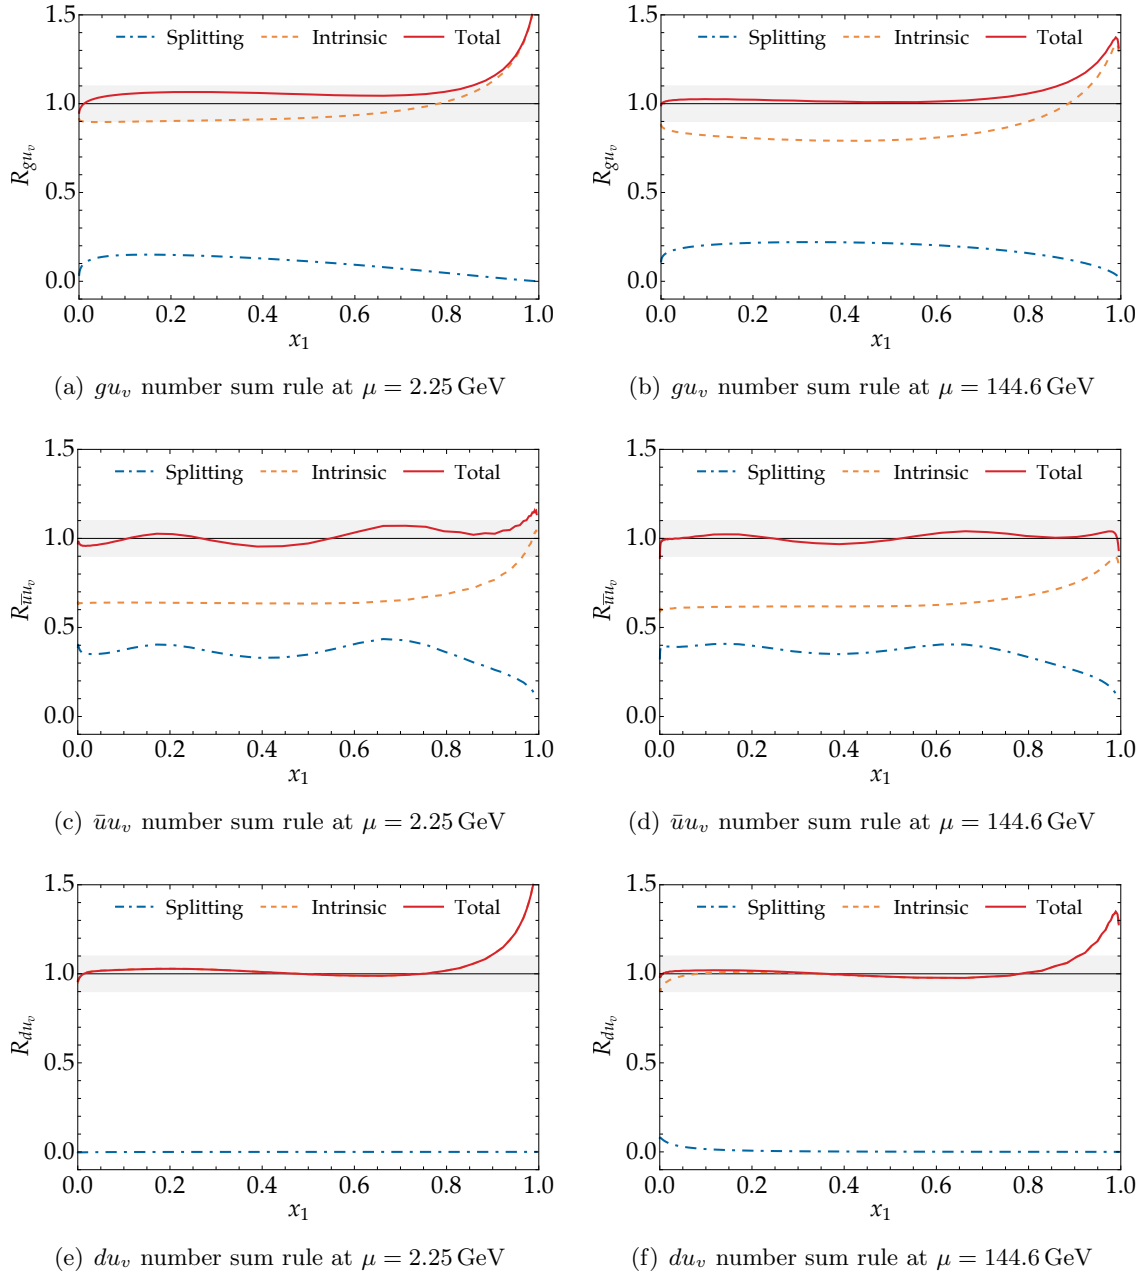 1.5
Splitting Intrinsic Total
1.0
0.5
0.0
R_{gu_v}
0.0 0.2 0.4 0.6 0.8 1.0
x_1
(a) gu_v number sum rule at μ = 2.25 GeV
1.5
Splitting Intrinsic Total
1.0
0.5
0.0
R_{gu_v}
0.0 0.2 0.4 0.6 0.8 1.0
x_1
(b) gu_v number sum rule at μ = 144.6 GeV
1.5
Splitting Intrinsic Total
1.0
0.5
0.0
R_{ūu_v}
0.0 0.2 0.4 0.6 0.8 1.0
x_1
(c) ūu_v number sum rule at μ = 2.25 GeV
1.5
Splitting Intrinsic Total
1.0
0.5
0.0
R_{ūu_v}
0.0 0.2 0.4 0.6 0.8 1.0
x_1
(d) ūu_v number sum rule at μ = 144.6 GeV
1.5
Splitting Intrinsic Total
1.0
0.5
0.0
R_{du_v}
0.0 0.2 0.4 0.6 0.8 1.0
x_1
(e) du_v number sum rule at μ = 2.25 GeV
1.5
Splitting Intrinsic Total
1.0
0.5
0.0
R_{du_v}
0.0 0.2 0.4 0.6 0.8 1.0
x_1
(f) du_v number sum rule at μ = 144.6 GeV